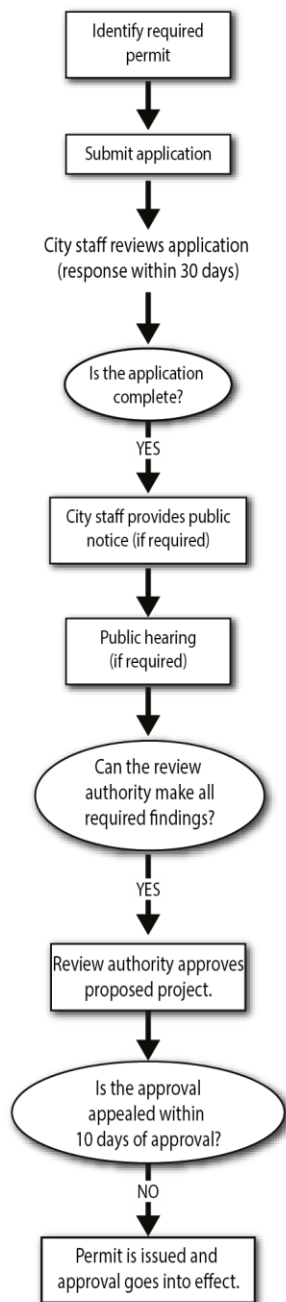 Identify required
permit
Submit application
City staff reviews application
(response within 30 days)
Is the application
complete?
YES
City staff provides public
notice (if required)
Public hearing
(if required)
Can the review
authority make all
required findings?
YES
Review authority approves
proposed project.
Is the approval
appealed within
10 days of approval?
NO
Permit is issued and
approval goes into effect.